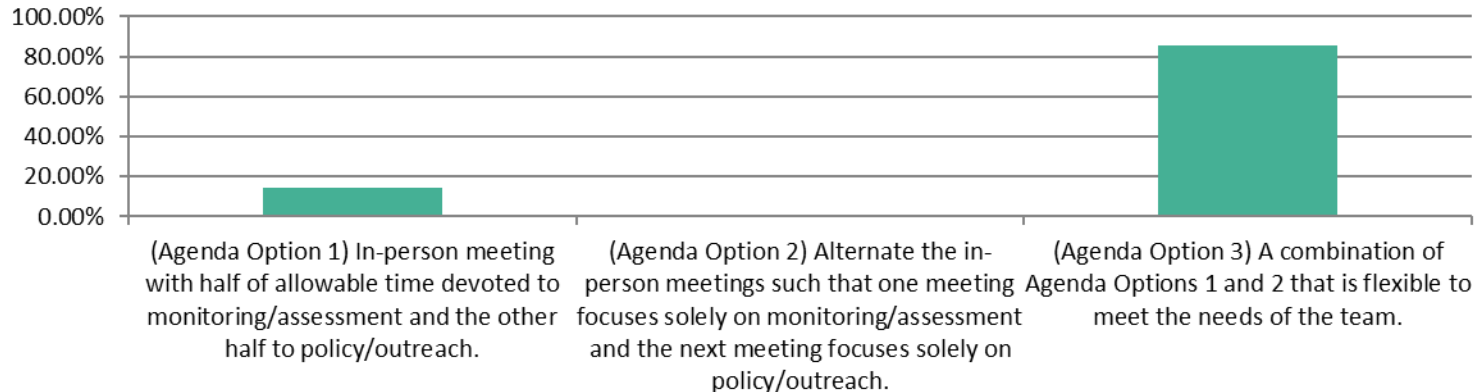 100.00%
80.00%
60.00%
40.00%
20.00%
0.00%
(Agenda Option 1) In-person meeting
with half of allowable time devoted to
monitoring/assessment and the other
half to policy/outreach.
(Agenda Option 2) Alternate the in-
person meetings such that one meeting
focuses solely on monitoring/assessment
and the next meeting focuses solely on
policy/outreach.
(Agenda Option 3) A combination of
Agenda Options 1 and 2 that is flexible to
meet the needs of the team.